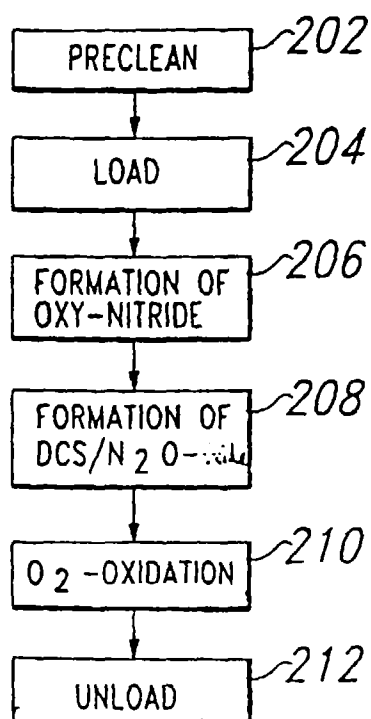 PRECLEAN
202
LOAD
204
FORMATION OF
OXY-NITRIDE
206
FORMATION OF
DCS/N2O-
208
O2-OXIDATION
210
UNLOAD
212